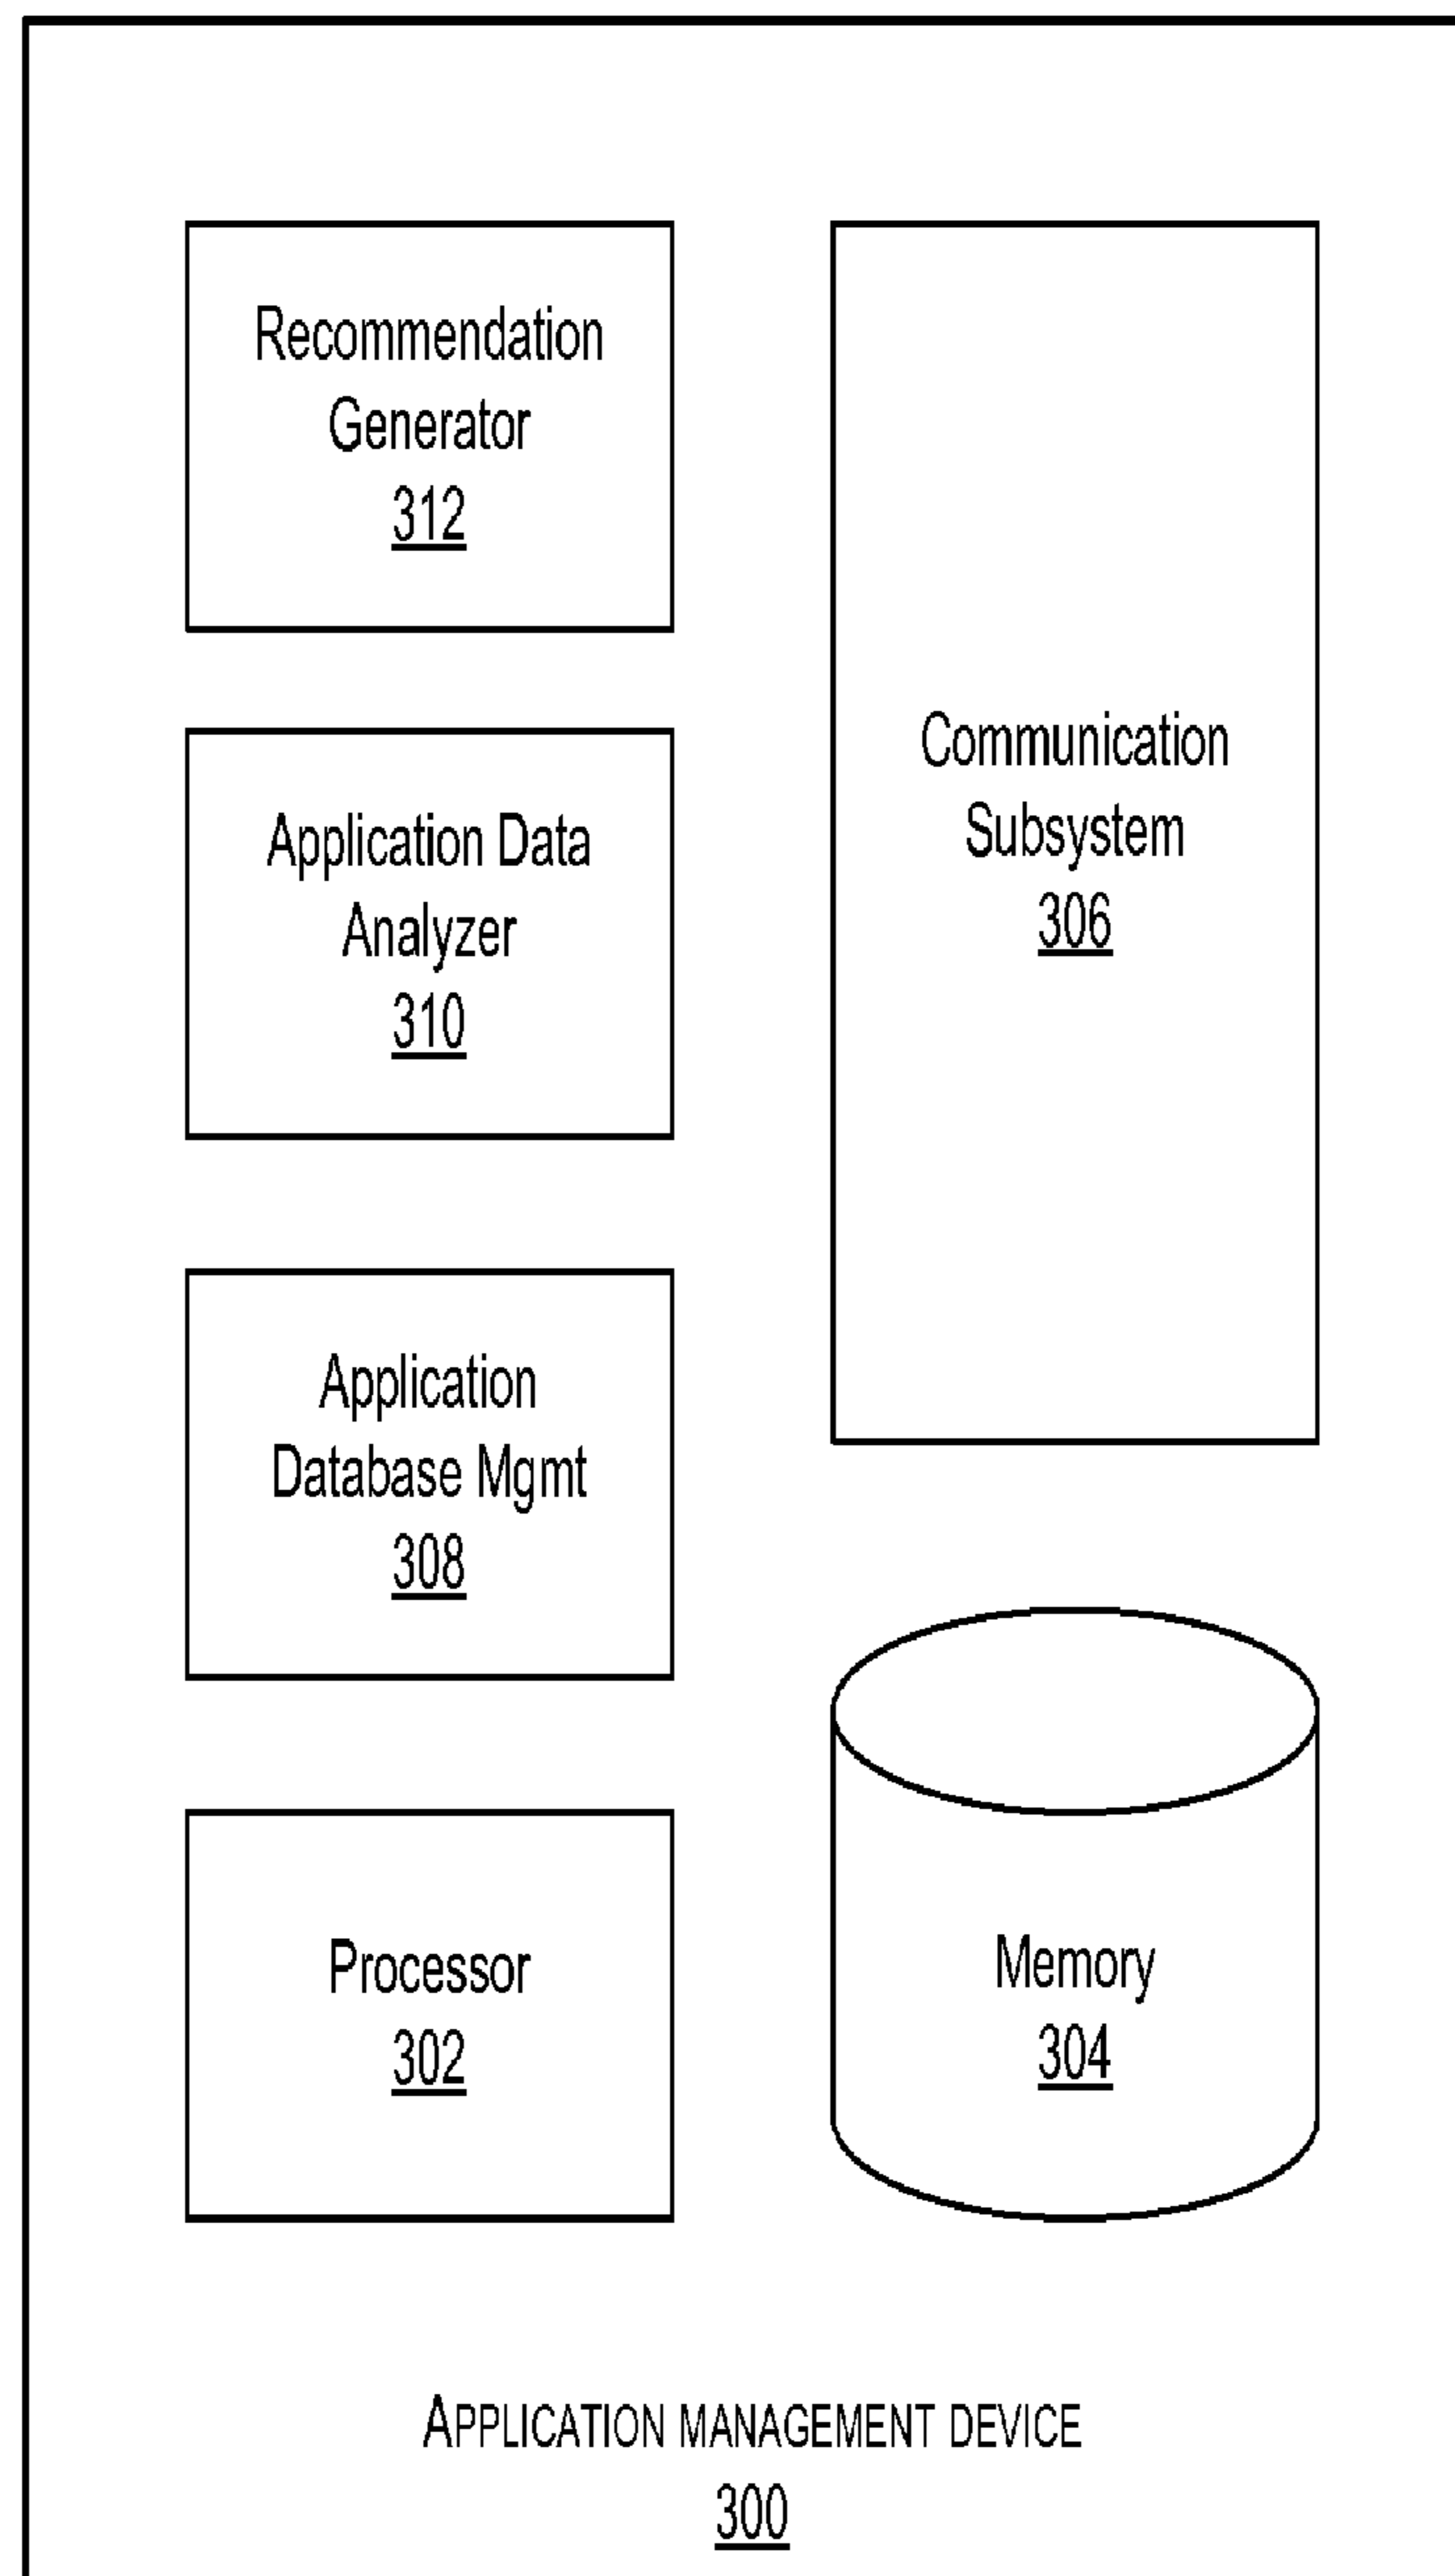 Recommendation
Generator
312
Communication
Subsystem
306
Application Data
Analyzer
310
Application
Database Mgmt
308
Processor
302
Memory
304
APPLICATION MANAGEMENT DEVICE
300